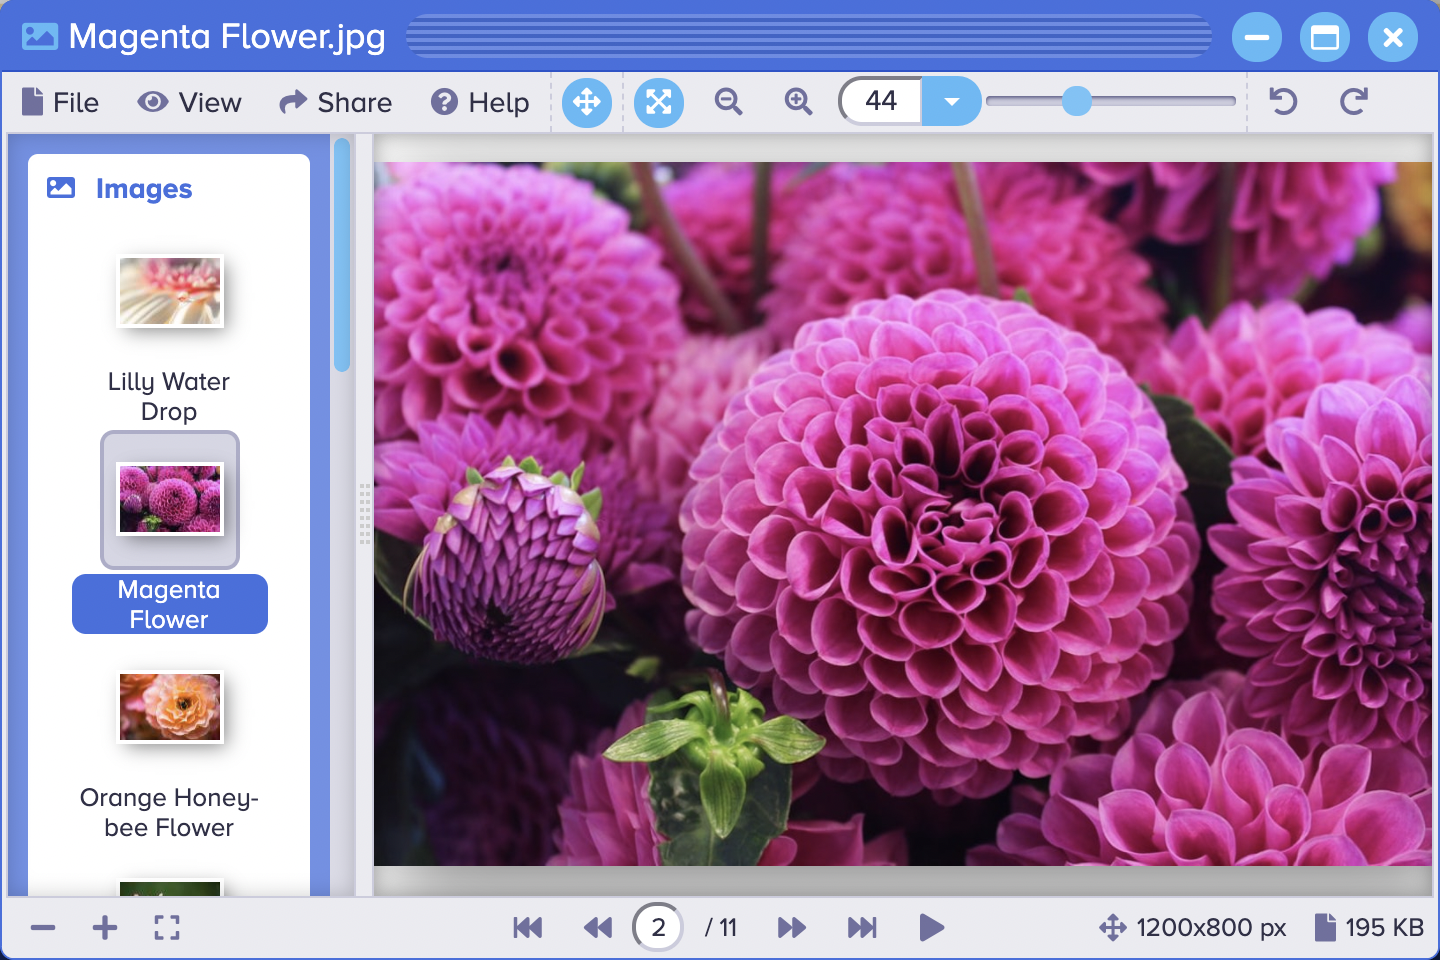 Magenta Flower.jpg
File View Share Help 44
Images
Lilly Water
Drop
Magenta
Flower
Orange Honey-
bee Flower
2 / 11 1200x800 px 195 KB